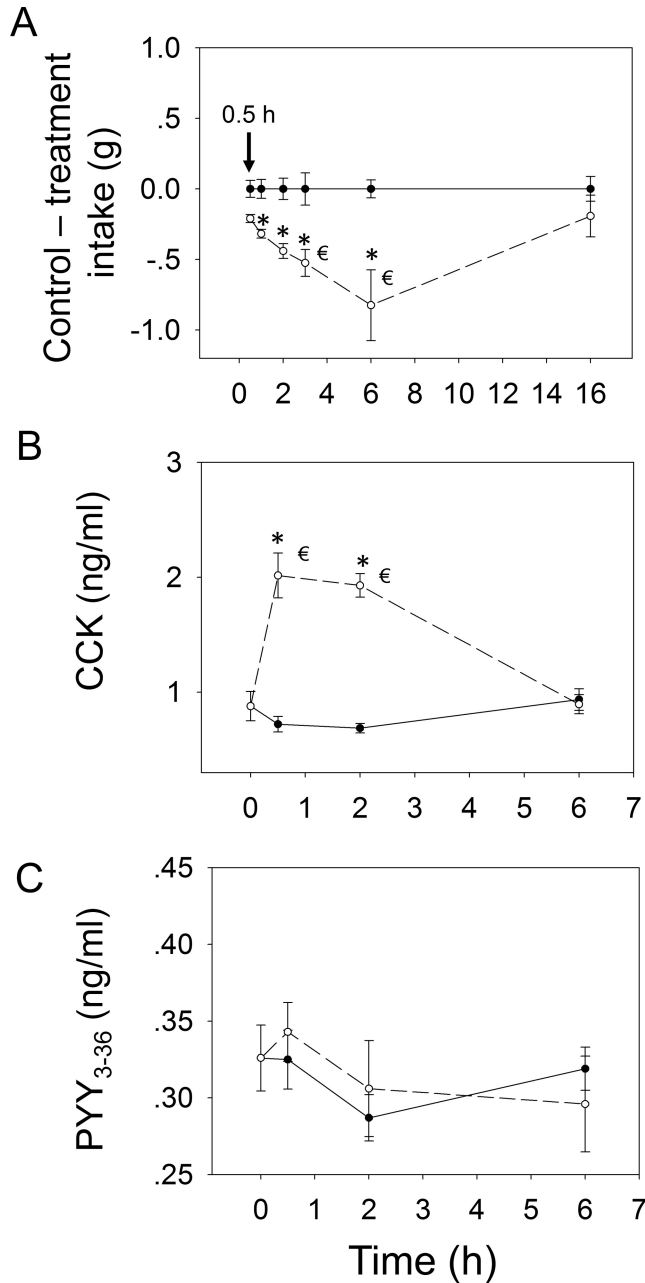 A
Control – treatment
intake (g)
1.0
.5
0.0
-.5
-1.0
0.5 h
*
*
*
€
*
€
0 2 4 6 8 10 12 14 16
B
CCK (ng/ml)
3
2
1
*
€
*
€
0 1 2 3 4 5 6 7
C
PYY3-36 (ng/ml)
.45
.40
.35
.30
.25
0 1 2 3 4 5 6 7
Time (h)